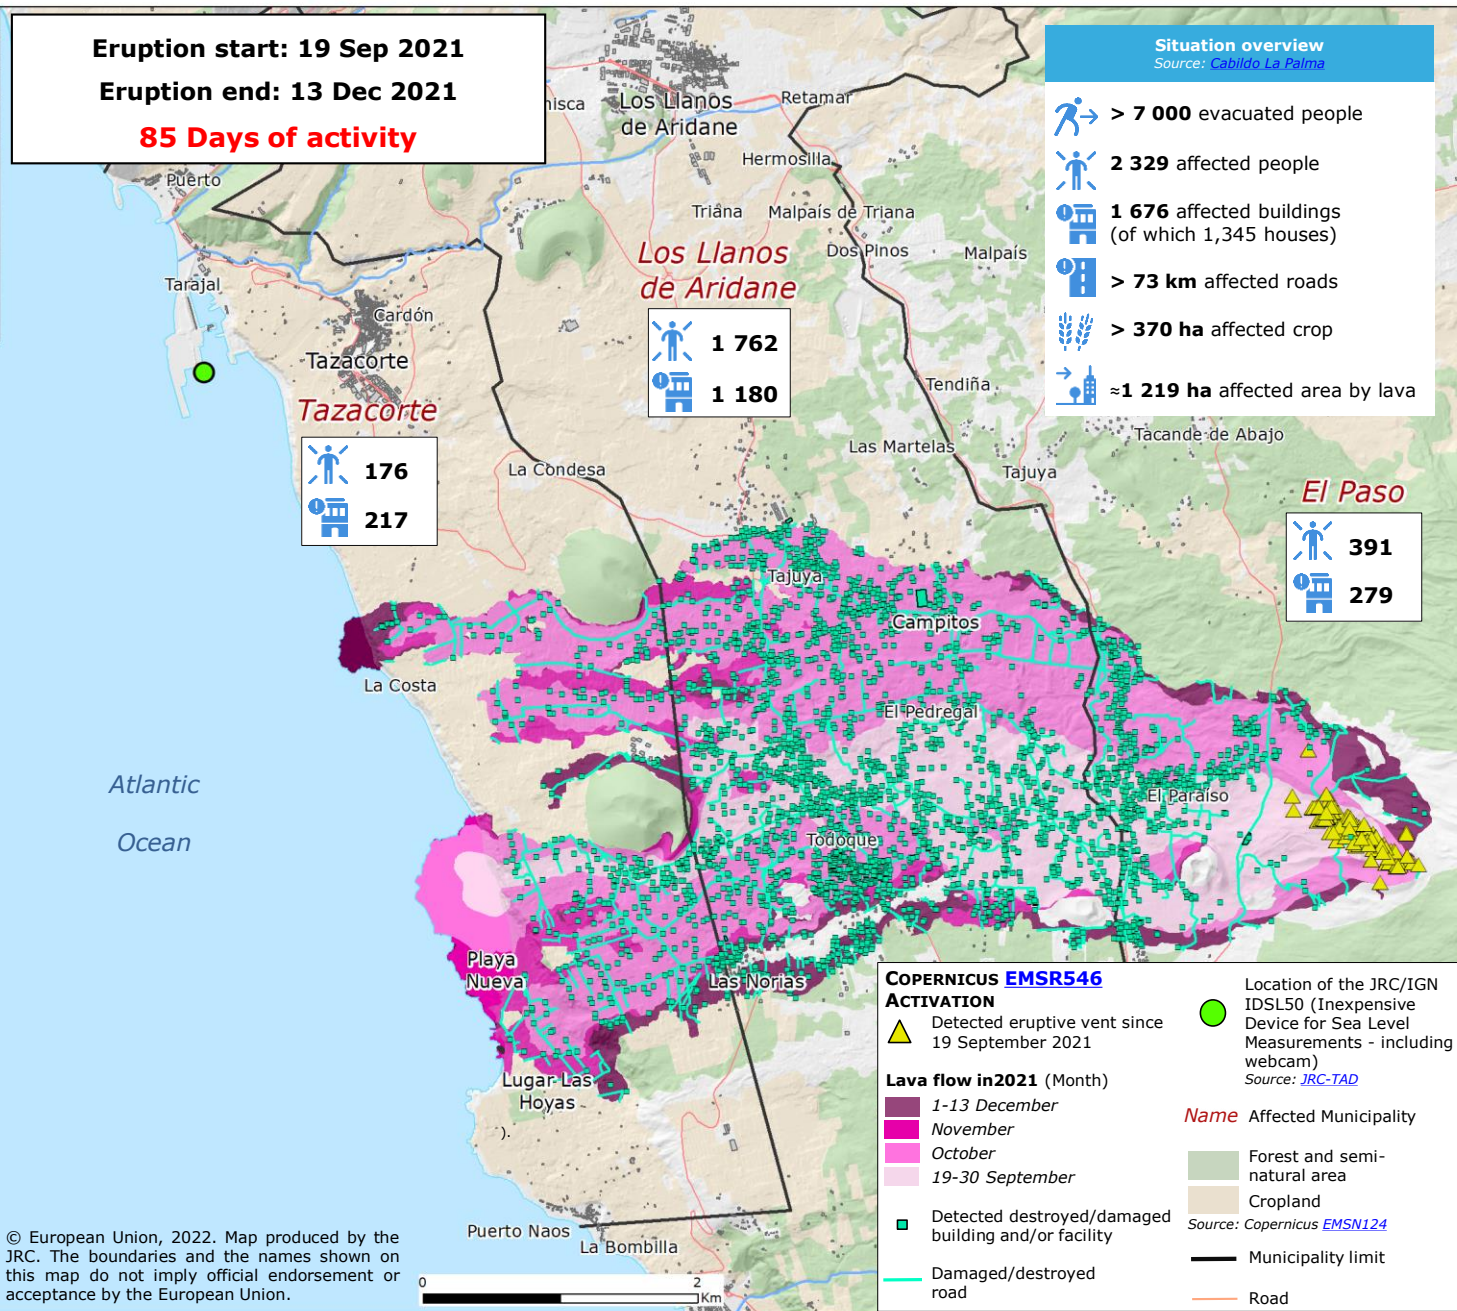 Eruption start: 19 Sep 2021
Eruption end: 13 Dec 2021
85 Days of activity
Situation overview
Source: Cabildo La Palma
> 7 000 evacuated people
2 329 affected people
1 676 affected buildings
(of which 1,345 houses)
> 73 km affected roads
> 370 ha affected crop
≈1 219 ha affected area by lava
Los Llanos
de Aridane
Retamar
Hermosilla
Puerto
Triana
Malpaís de Triana
Dos Pinos
Malpaís
Los Llanos
de Aridane
1 762
1 180
Tarajal
Cardón
Tazacorte
Tazacorte
176
217
Tendiña
Las Martelas
Tacande de Abajo
Tajuya
La Condesa
El Paso
391
279
Tajuya
Campitos
La Costa
El Pedregal
El Paraíso
Todoque
Atlantic
Ocean
Playa
Nueva
Las Norias
Lugar Las
Hoyas
).
Puerto Naos
La Bombilla
COPERNICUS EMSR546
ACTIVATION
Detected eruptive vent since
19 September 2021
Lava flow in2021 (Month)
1-13 December
November
October
19-30 September
Detected destroyed/damaged
building and/or facility
Damaged/destroyed
road
Location of the JRC/IGN
IDSL50 (Inexpensive
Device for Sea Level
Measurements - including
webcam)
Source: JRC-TAD
Name Affected Municipality
Forest and semi-
natural area
Cropland
Source: Copernicus EMSN124
Municipality limit
Road
© European Union, 2022. Map produced by the
JRC. The boundaries and the names shown on
this map do not imply official endorsement or
acceptance by the European Union.
0 2
Km